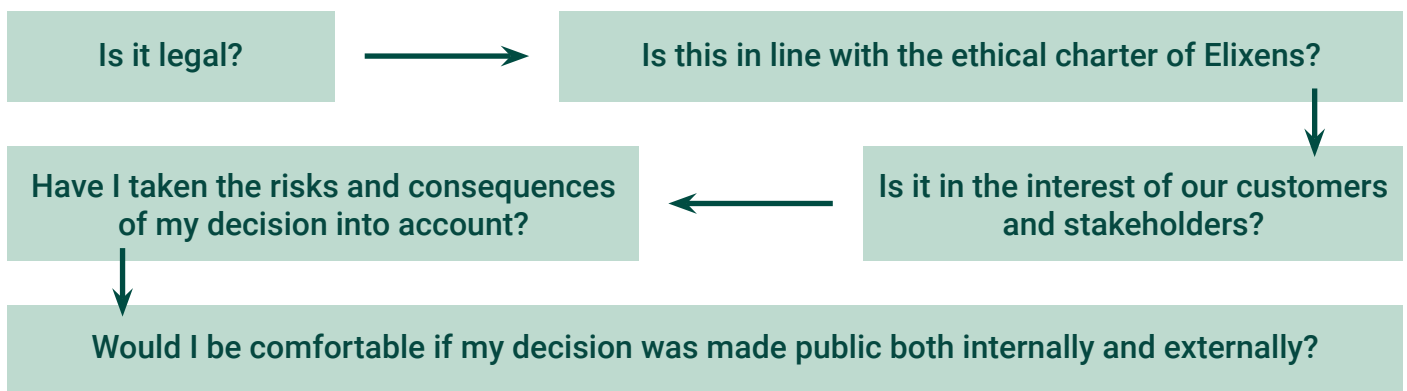 Is it legal?
Is this in line with the ethical charter of Elixens?
Is it in the interest of our customers
and stakeholders?
Have I taken the risks and consequences
of my decision into account?
Would I be comfortable if my decision was made public both internally and externally?